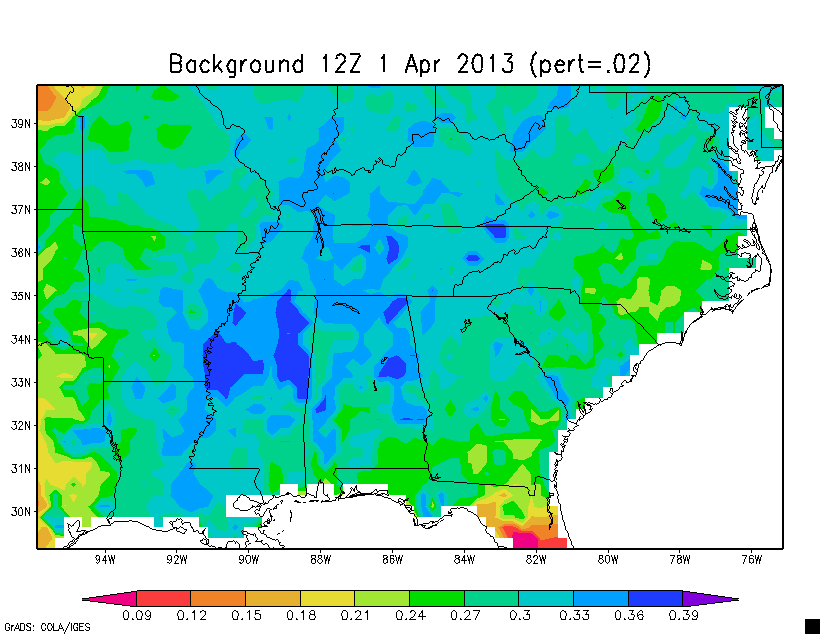 Background 12Z 1 Apr 2013 (pert=.02)
39N
38N
37N
36N
35N
34N
33N
32N
31N
30N
94W 92W 90W 88W 86W 84W 82W 80W 78W 76W
0.09 0.12 0.15 0.18 0.21 0.24 0.27 0.3 0.33 0.36 0.39
GrADS: COLA/IGES